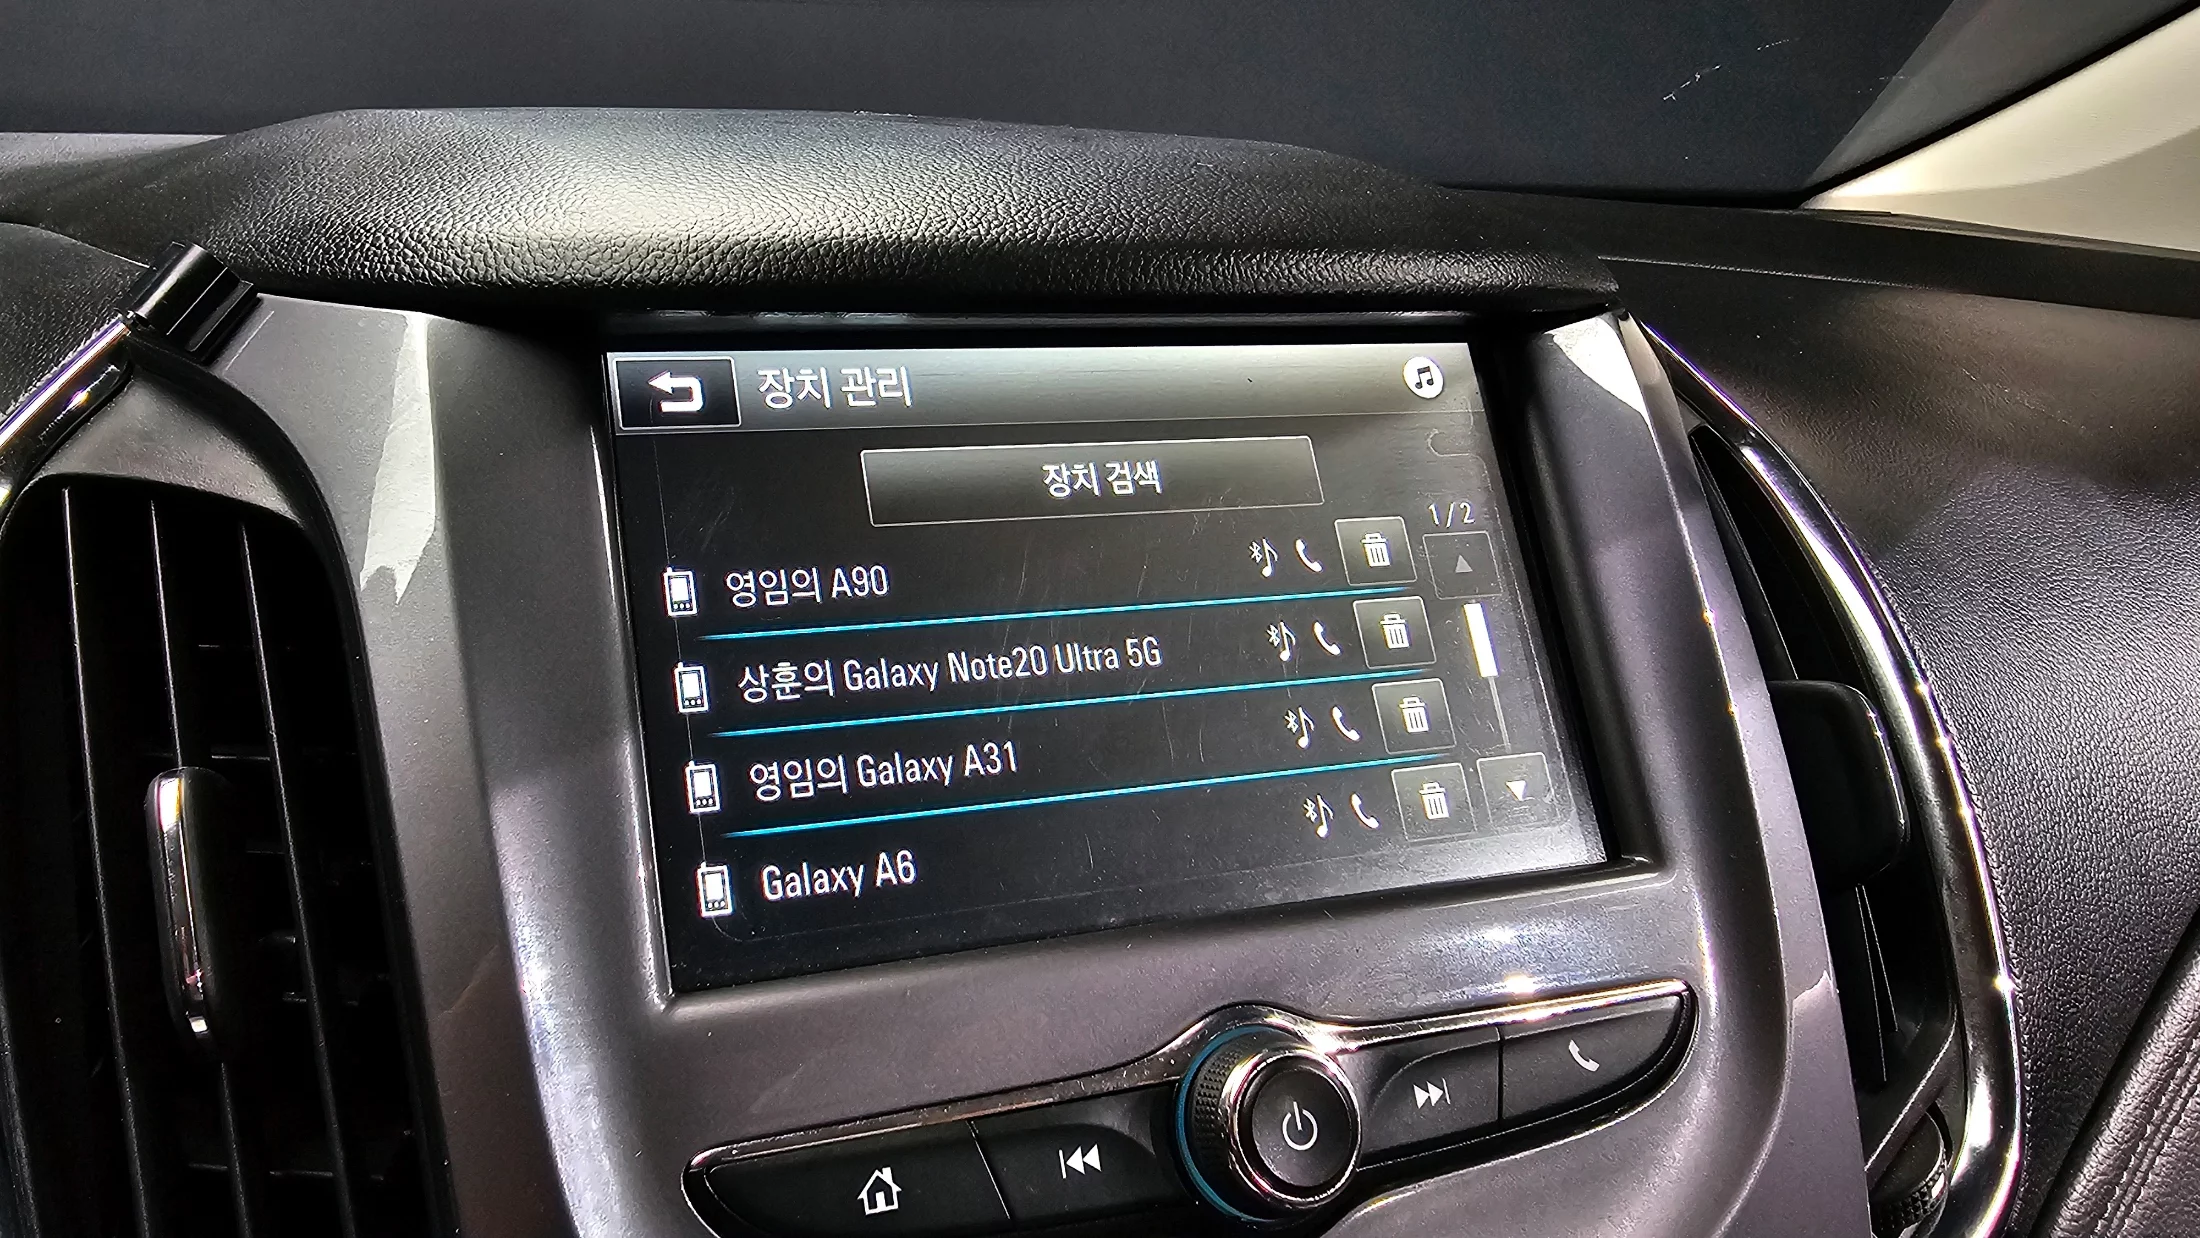 장치 관리
장치 검색
1/2
영임의 A90
상훈의 Galaxy Note20 Ultra 5G
영임의 Galaxy A31
Galaxy A6